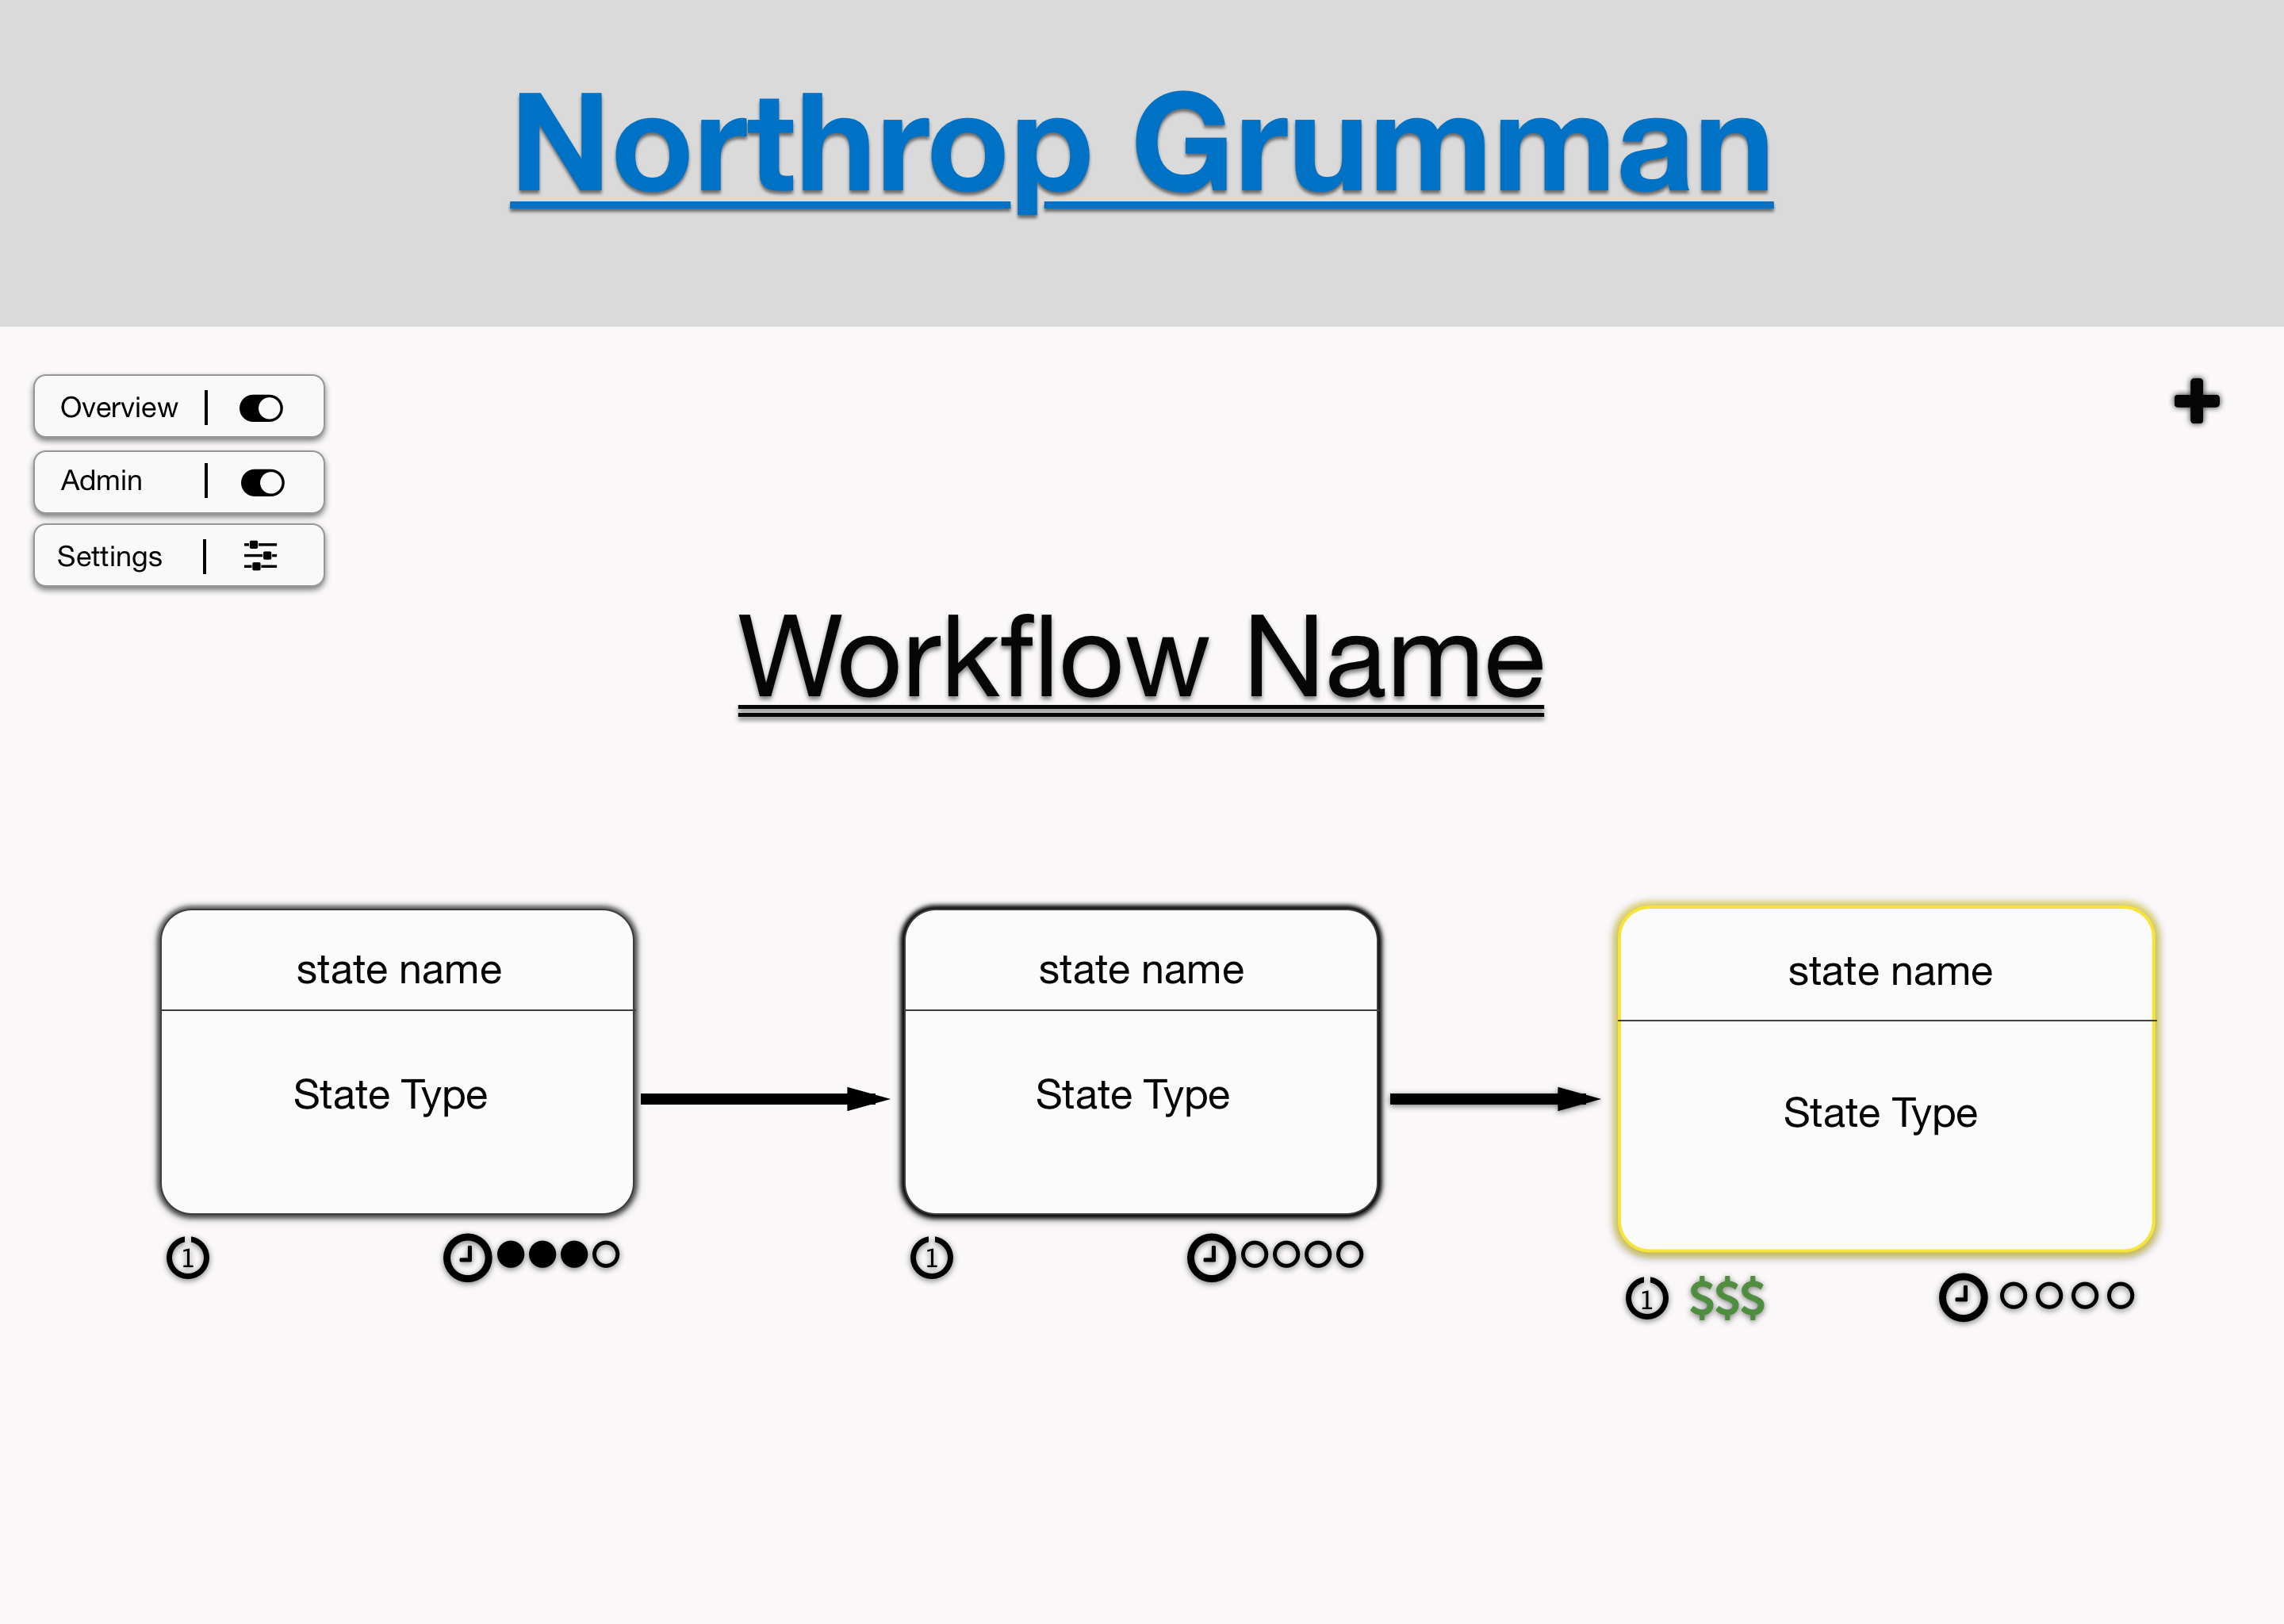 Northrop Grumman
Overview |
Admin |
Settings |
Workflow Name
state name
State Type
1
state name
State Type
1
state name
State Type
1 $$$